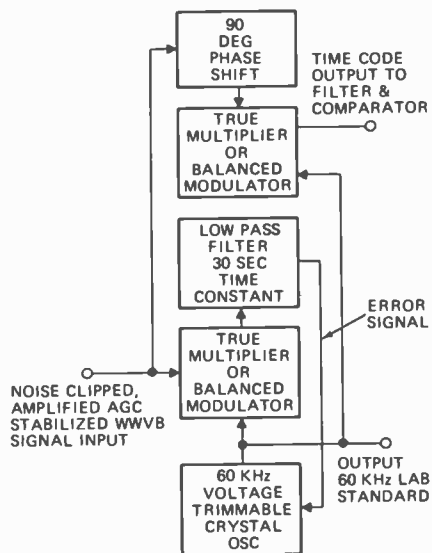 90
DEG
PHASE
SHIFT
TIME CODE
OUTPUT TO
FILTER &
COMPARATOR
TRUE
MULTIPLIER
OR
BALANCED
MODULATOR
LOW PASS
FILTER
30 SEC
TIME
CONSTANT
ERROR
SIGNAL
TRUE
MULTIPLIER
OR
BALANCED
MODULATOR
NOISE CLIPPED,
AMPLIFIED AGC
STABILIZED WWVB
SIGNAL INPUT
60 KHz
VOLTAGE
TRIMMABLE
CRYSTAL
OSC
OUTPUT
60 KHz LAB
STANDARD